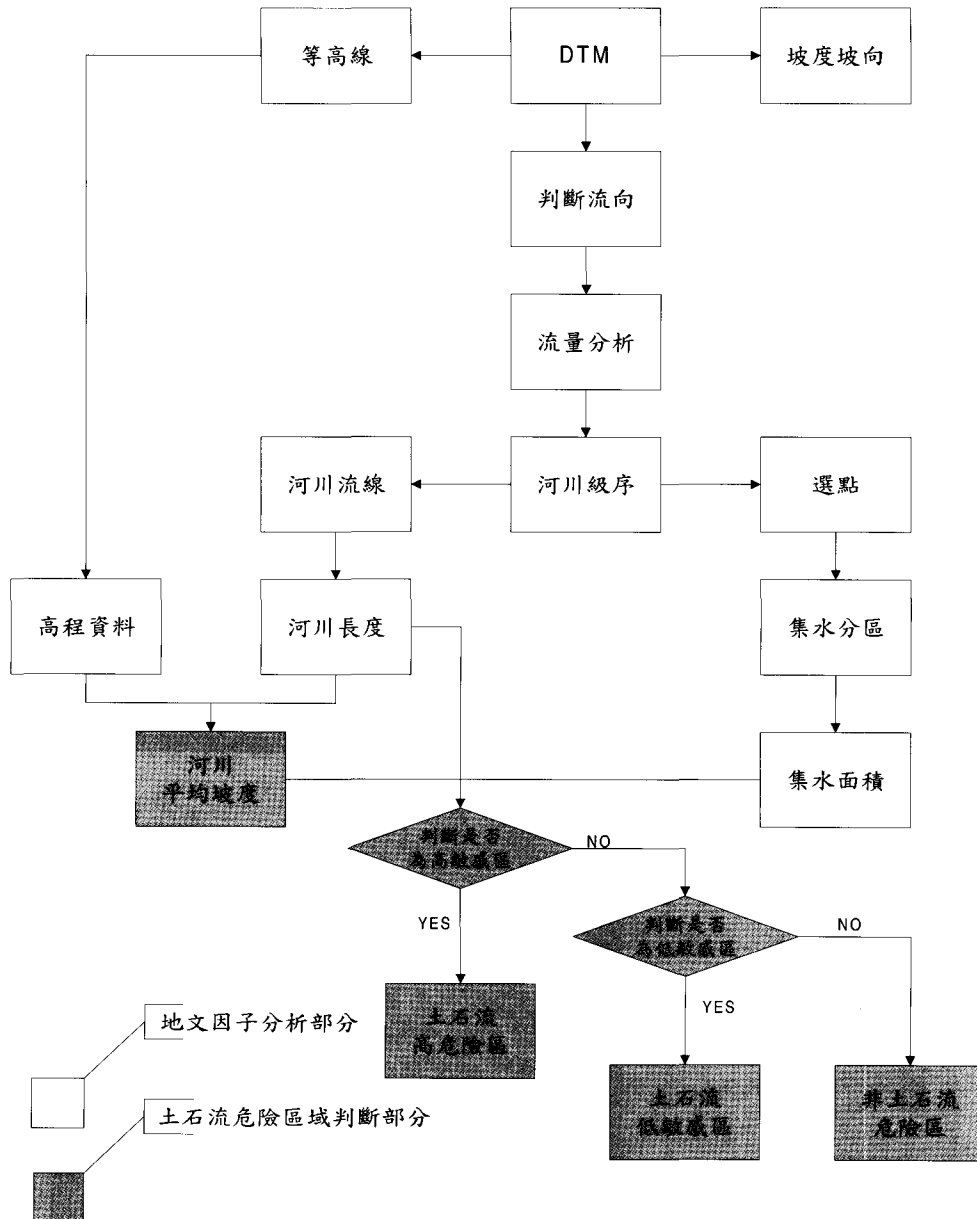 等高線
DTM
坡度坡向
判斷流向
流量分析
河川流線
河川級序
選點
高程資料
河川長度
集水分區
河川
平均坡度
集水面積
判斷是否
為高敏感區
NO
YES
判斷是否
為低敏感區
NO
YES
土石流
高危險區
土石流
低敏感區
非土石流
危險區
地文因子分析部分
土石流危險區域判斷部分